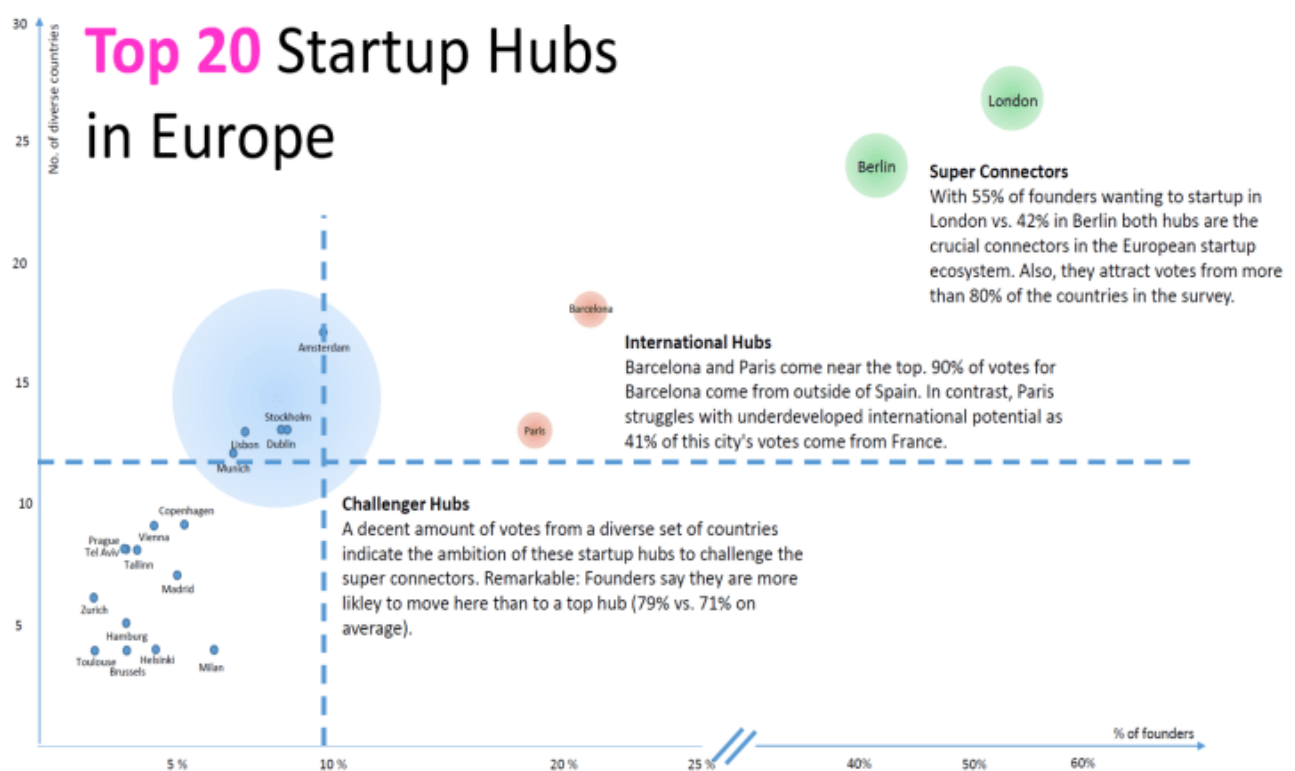 Top 20 Startup Hubs
in Europe
No. of diverse countries
30
25
20
15
10
5
London
Berlin
Super Connectors
With 55% of founders wanting to startup in
London vs. 42% in Berlin both hubs are the
crucial connectors in the European startup
ecosystem. Also, they attract votes from more
than 80% of the countries in the survey.
Barcelona
International Hubs
Barcelona and Paris come near the top. 90% of votes for
Barcelona come from outside of Spain. In contrast, Paris
struggles with underdeveloped international potential as
41% of this city's votes come from France.
Paris
Amsterdam
Stockholm
Lisbon
Dublin
Munich
Challenger Hubs
A decent amount of votes from a diverse set of countries
indicate the ambition of these startup hubs to challenge the
super connectors. Remarkable: Founders say they are more
likley to move here than to a top hub (79% vs. 71% on
average).
Copenhagen
Vienna
Prague
Tel Aviv
Tallinn
Madrid
Zurich
Hamburg
Toulouse
Brussels
Helsinki
Milan
% of founders
5 %
10 %
20 %
25 %
40%
50%
60%